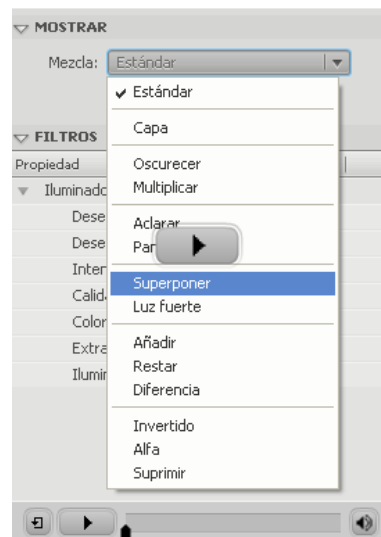 MOSTRAR
Mezcla: Estándar
Estándar
Capa
FILTROS
Propiedad
Oscurecer
Multiplicar
Aclarar
Superponer
Luz fuerte
Añadir
Restar
Diferencia
Invertido
Alfa
Suprimir